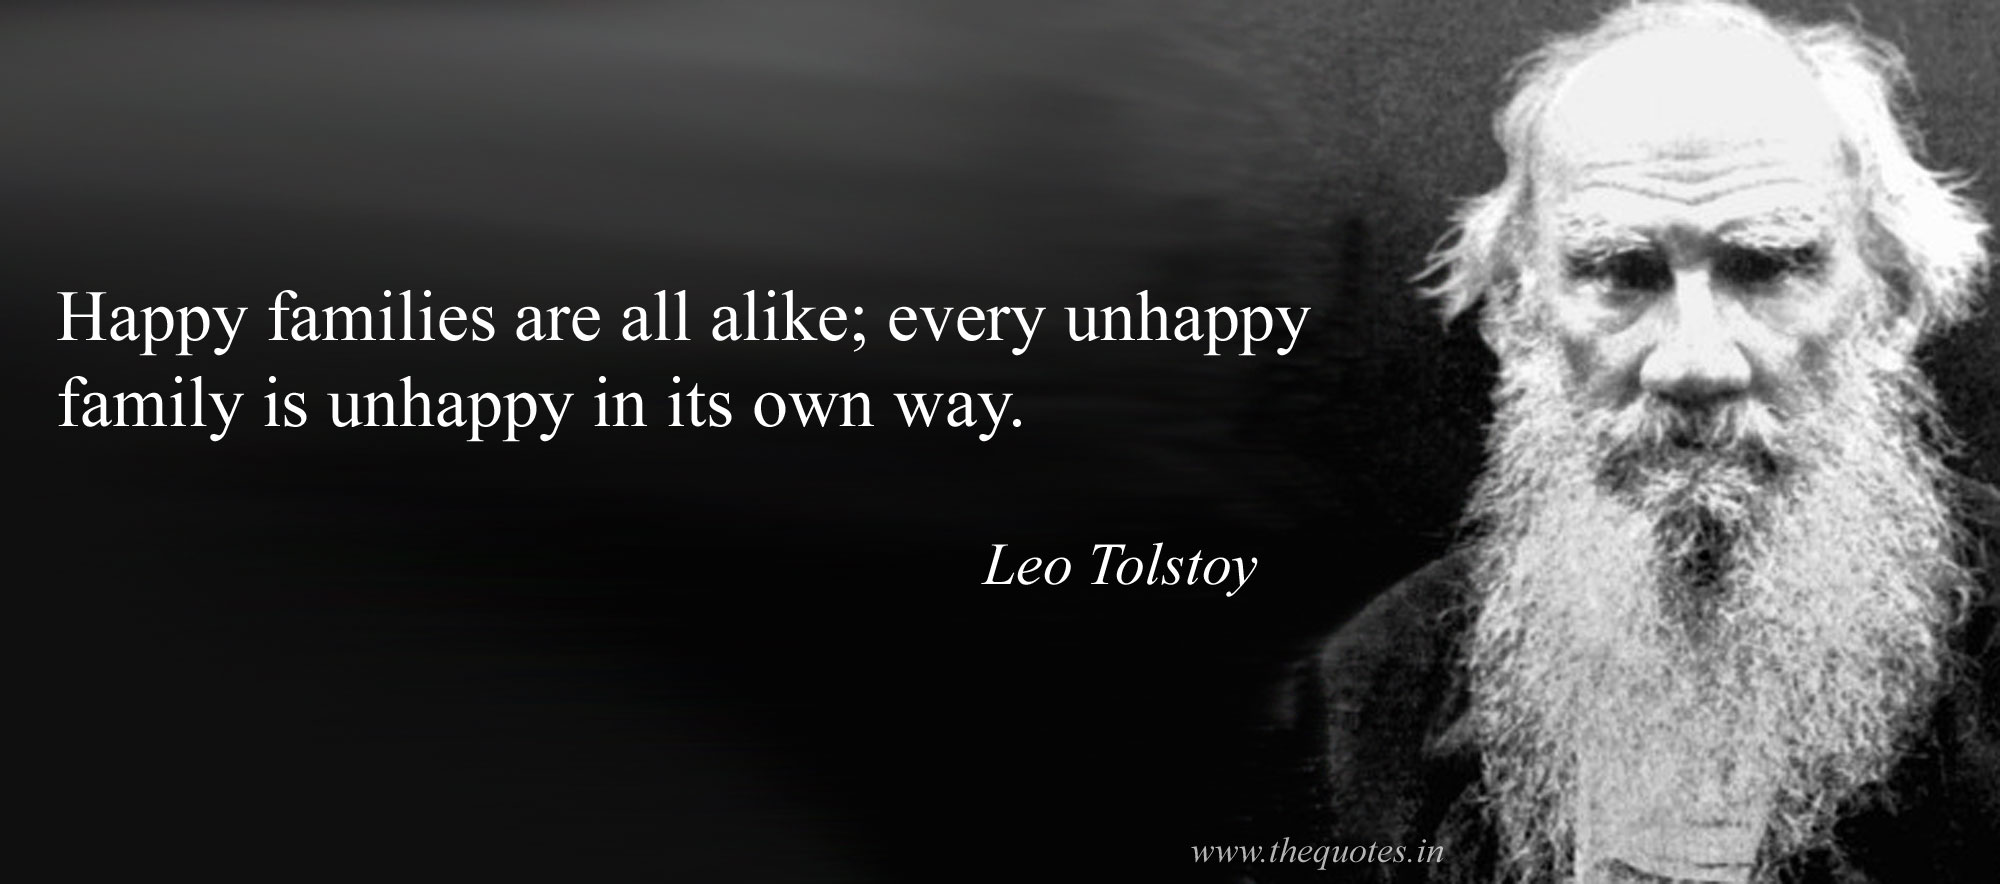 Happy families are all alike; every unhappy
family is unhappy in its own way.
Leo Tolstoy
www.thequotes.in